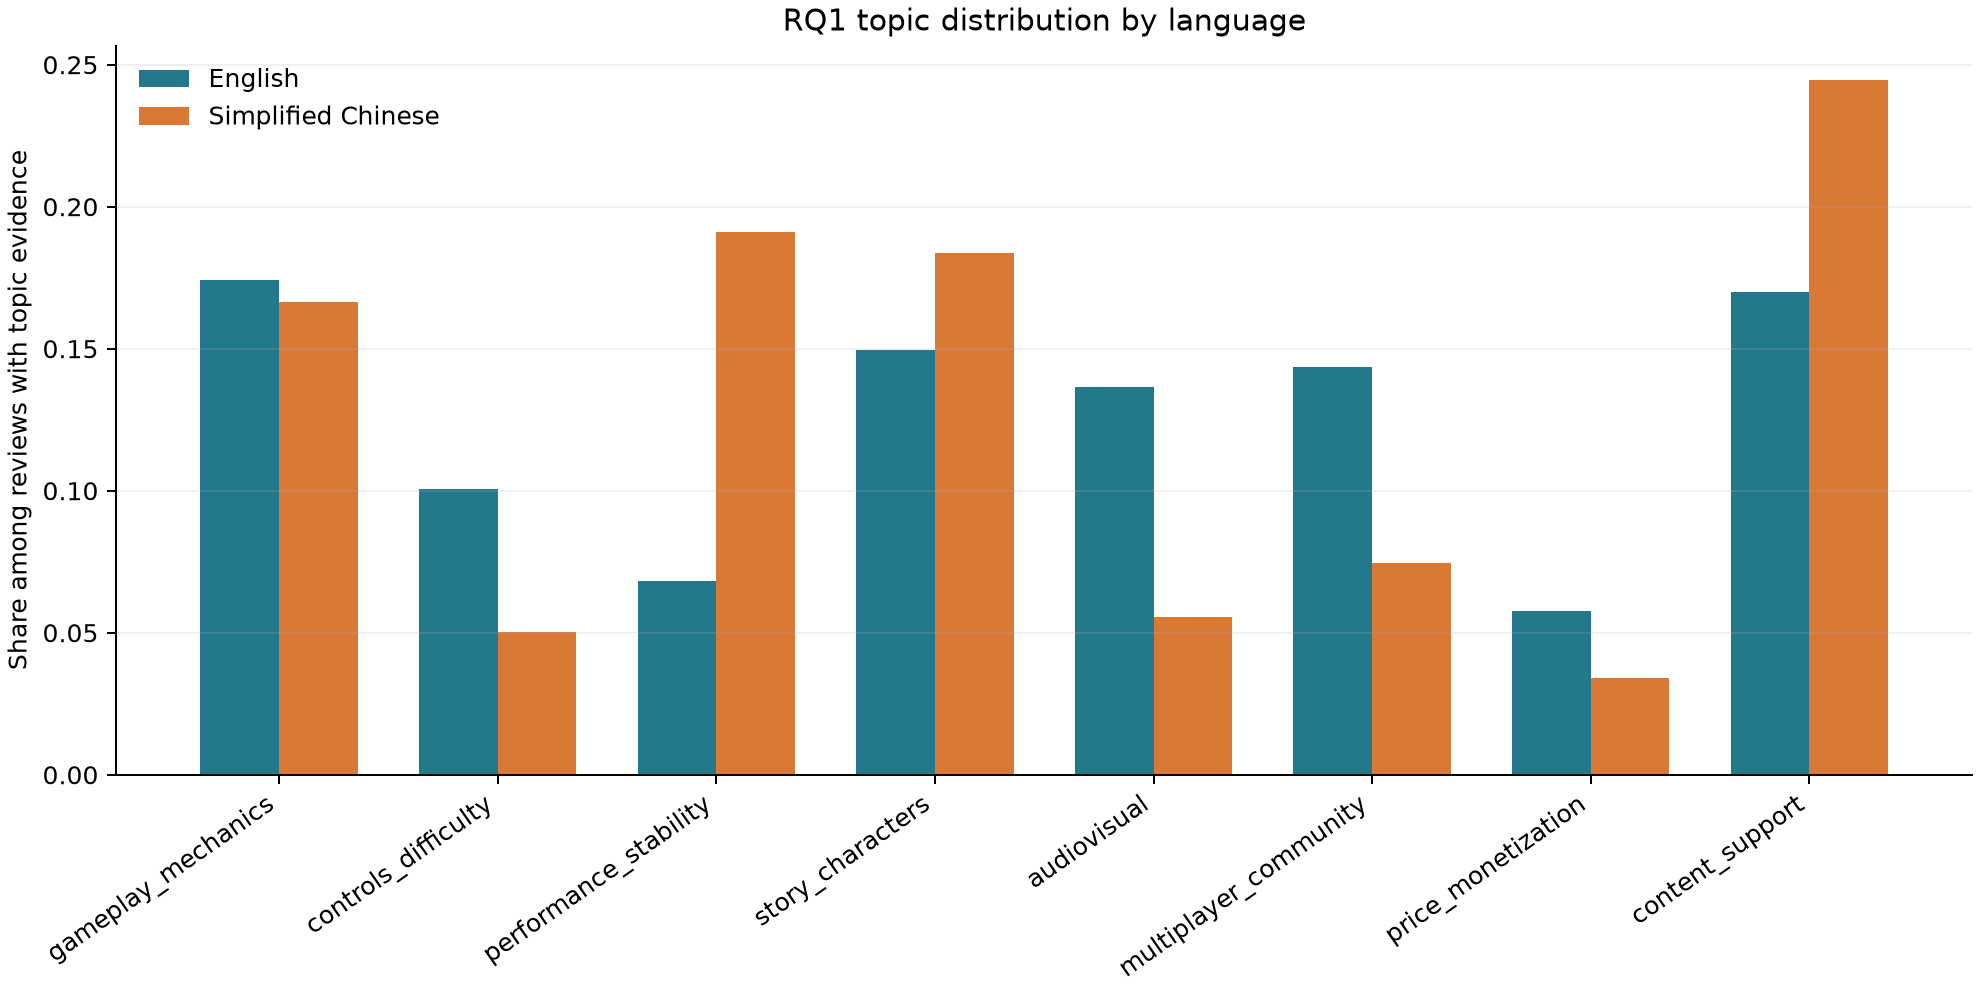 RQ1 topic distribution by language
English
Simplified Chinese
Share among reviews with topic evidence
0.25
0.20
0.15
0.10
0.05
0.00
gameplay_mechanics
controls_difficulty
performance_stability
story_characters
audiovisual
multiplayer_community
price_monetization
content_support